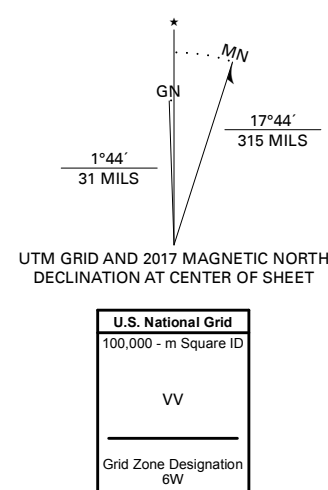 ★
MN
GN
17°44´
315 MILS
1°44´
31 MILS
UTM GRID AND 2017 MAGNETIC NORTH
DECLINATION AT CENTER OF SHEET
U.S. National Grid
100,000 - m Square ID
VV
Grid Zone Designation
6W